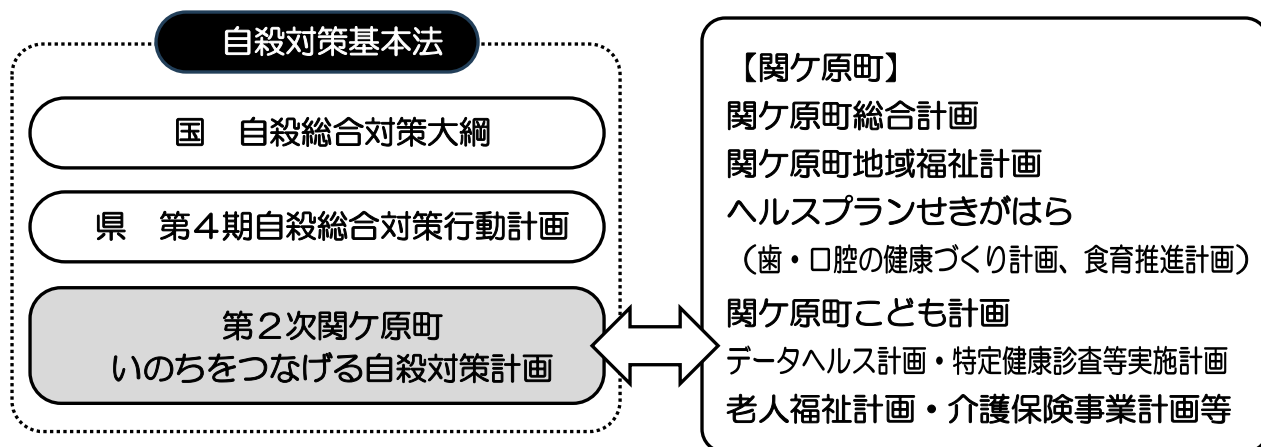 自殺対策基本法
国　自殺総合対策大綱
県　第４期自殺総合対策行動計画
第２次関ケ原町
いのちをつなげる自殺対策計画
【関ケ原町】
関ケ原町総合計画
関ケ原町地域福祉計画
ヘルスプランせきがはら
（歯・口腔の健康づくり計画、食育推進計画）
関ケ原町こども計画
データヘルス計画・特定健康診査等実施計画
老人福祉計画・介護保険事業計画等